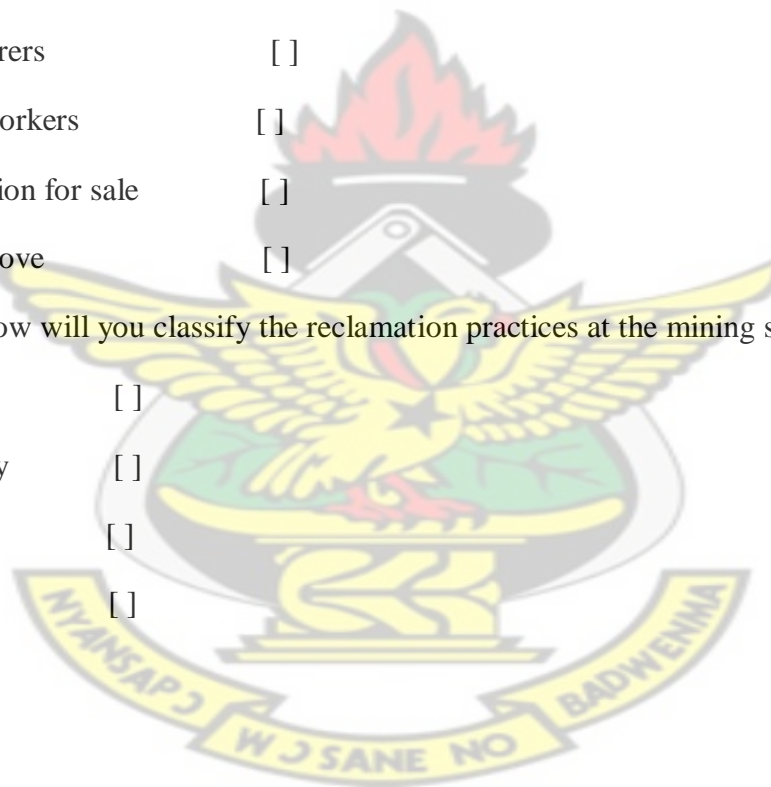 rers [ ]
orkers [ ]
ion for sale [ ]
ove [ ]
ow will you classify the reclamation practices at the mining s
[ ]
y [ ]
[ ]
[ ]
NYANSAPƆ WƆSANE NO BADWENMA